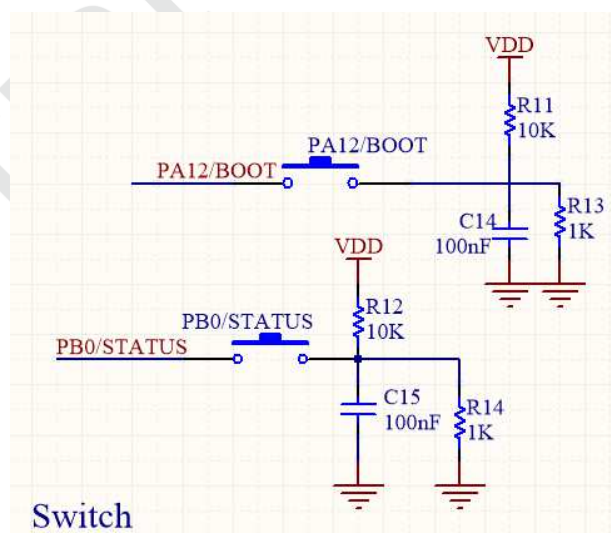 VDD
R11
10K
PA12/BOOT
PA12/BOOT
R13
1K
C14
100nF
VDD
R12
10K
PB0/STATUS
PB0/STATUS
C15
100nF
R14
1K
Switch